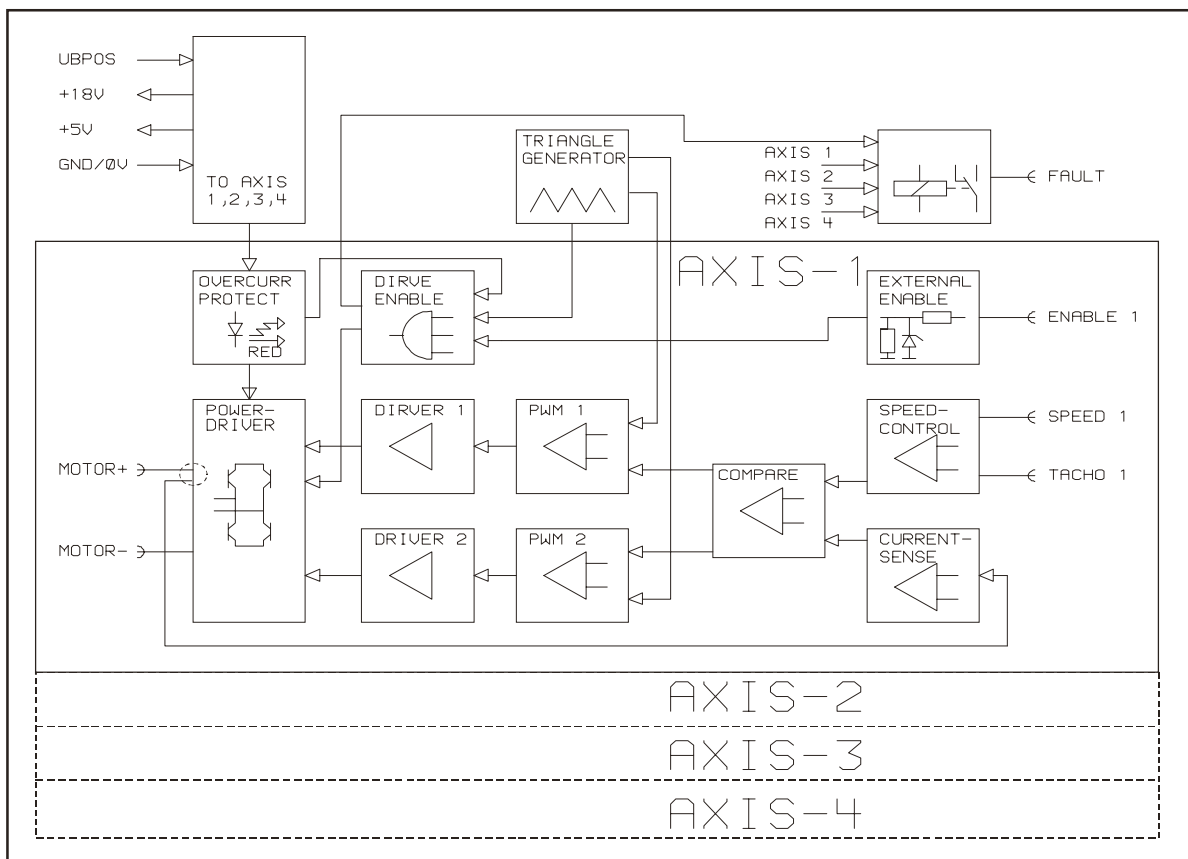 UBPOS
+18V
+5V
GND/0V
TO AXIS
1,2,3,4
TRIANGLE
GENERATOR
AXIS 1
AXIS 2
AXIS 3
AXIS 4
FAULT
AXIS-1
OVERCURR
PROTECT
RED
DIRVE
ENABLE
EXTERNAL
ENABLE
ENABLE 1
POWER-
DRIVER
DIRVER 1
PWM 1
SPEED-
CONTROL
SPEED 1
MOTOR+
COMPARE
TACHO 1
MOTOR-
DRIVER 2
PWM 2
CURRENT-
SENSE
AXIS-2
AXIS-3
AXIS-4